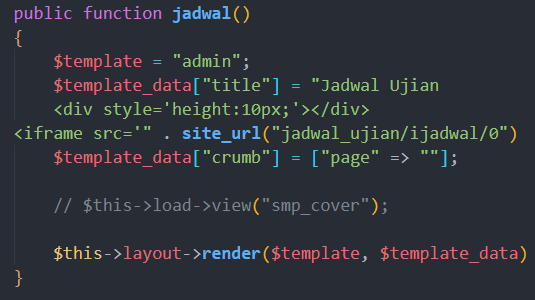 public function jadwal()
{
$template = "admin";
$template_data["title"] = "Jadwal Ujian
<div style='height:10px;'></div>
<iframe src='" . site_url("jadwal_ujian/ijadwal/0")
$template_data["crumb"] = ["page" => ""];
// $this->load->view("smp_cover");
$this->layout->render($template, $template_data)
}